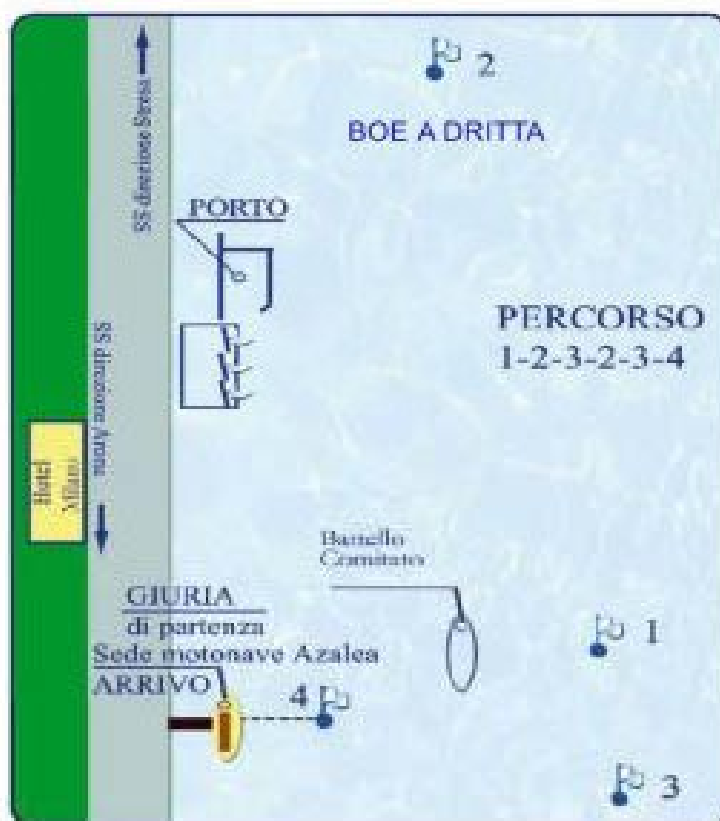 2
BOE A DRITTA
SS direzione Stresa
PORTO
PERCORSO
1-2-3-2-3-4
SS direzione Arona
Hotel
Milano
Battello
Comitato
GIURIA
di partenza
Sede motonave Azalea
ARRIVO
4
1
3